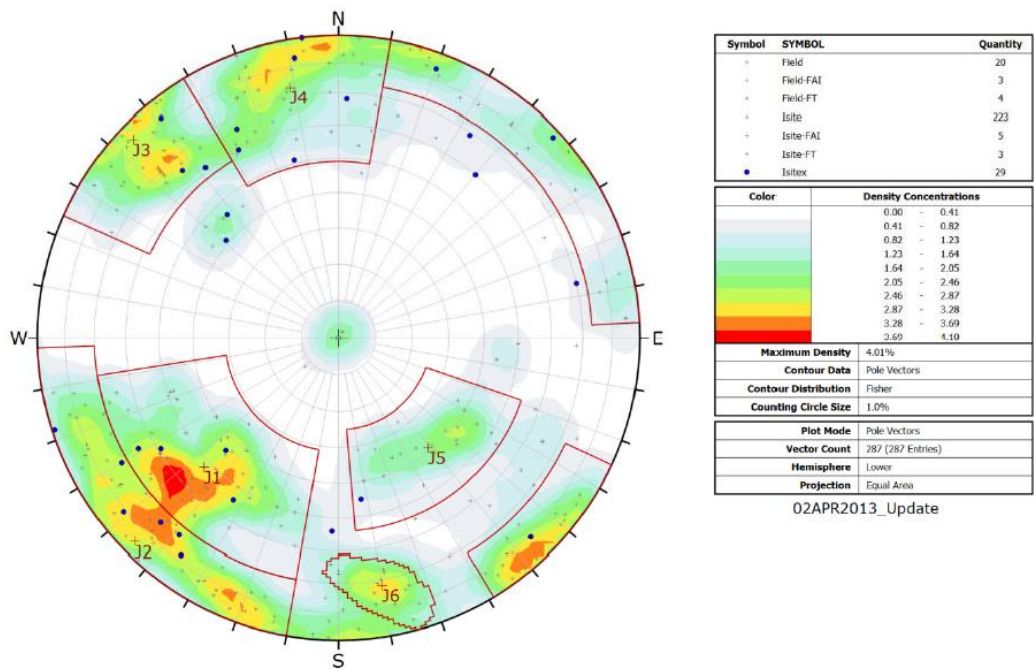 N
W
E
S
J3
J4
J1
J2
J5
J6
Symbol SYMBOL Quantity
Field 20
Field-FAI 3
Field-FT 4
Isite 223
Isite-FAI 5
Isite-FT 3
Isitex 29
Color Density Concentrations
0.00 - 0.41
0.41 - 0.82
0.82 - 1.23
1.23 - 1.64
1.64 - 2.05
2.05 - 2.46
2.46 - 2.87
2.87 - 3.28
3.28 - 3.69
3.69 - 4.10
Maximum Density 4.01%
Contour Data Pole Vectors
Contour Distribution Fisher
Counting Circle Size 1.0%
Plot Mode Pole Vectors
Vector Count 287 (287 Entries)
Hemisphere Lower
Projection Equal Area
02APR2013_Update